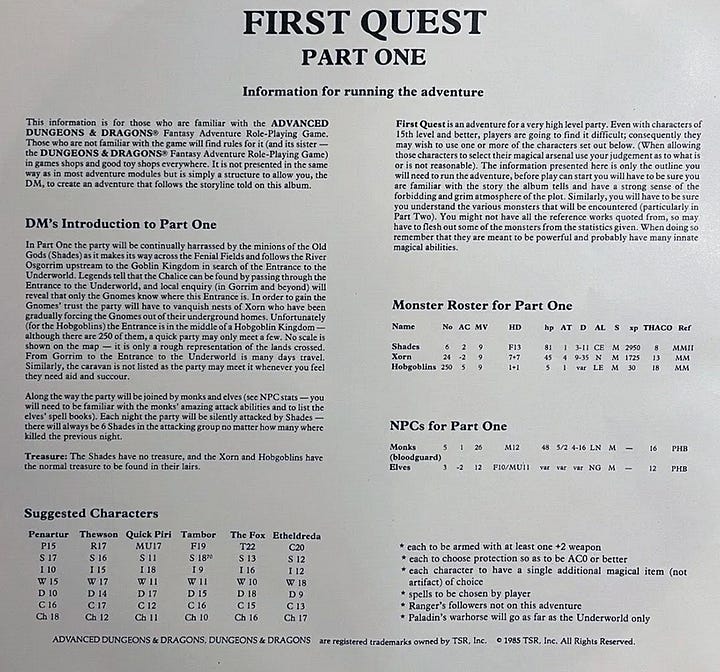 FIRST QUEST
PART ONE
Information for running the adventure
This information is for those who are familiar with the ADVANCED
DUNGEONS & DRAGONS® Fantasy Adventure Role-Playing Game.
Those who are not familiar with the game will find rules for it (and its sister —
the DUNGEONS & DRAGONS® Fantasy Adventure Role-Playing Game)
in games shops and good toy shops everywhere. It is not presented in the same
way as in most adventure modules but is simply a structure to allow you, the
DM, to create an adventure that follows the storyline told on this album.
DM's Introduction to Part One
In Part One the party will be continually harrassed by the minions of the Old
Gods (Shades) as it makes its way across the Fenial Fields and follows the River
Osgorrim upstream to the Goblin Kingdom in search of the Entrance to the
Underworld. Legends tell that the Chalice can be found by passing through the
Entrance to the Underworld, and local enquiry (in Gorrim and beyond) will
reveal that only the Gnomes know where this Entrance is. In order to gain the
Gnomes' trust the party will have to vanquish nests of Xorn who have been
gradually forcing the Gnomes out of their underground homes. Unfortunately
(for the Hobgoblins) the Entrance is in the middle of a Hobgoblin Kingdom —
although there are 250 of them, a quick party may only meet a few. No scale is
shown on the map — it is only a rough representation of the lands crossed.
From Gorrim to the Entrance to the Underworld is many days travel.
Similarly, the caravan is not listed as the party may meet it whenever you feel
they need aid and succour.
Along the way the party will be joined by monks and elves (see NPC stats — you
will need to be familiar with the monks' amazing attack abilities and to list the
elves' spell books). Each night the party will be silently attacked by Shades —
there will always be 6 Shades in the attacking group no matter how many where
killed the previous night.
Treasure: The Shades have no treasure, and the Xorn and Hobgoblins have
the normal treasure to be found in their lairs.
First Quest is an adventure for a very high level party. Even with characters of
15th level and better, players are going to find it difficult; consequently they
may wish to use one or more of the characters set out below. (When allowing
those characters to select their magical arsenal use your judgement as to what is
or is not reasonable). The information presented here is only the outline you
will need to run the adventure, before play can start you will have to be sure you
are familiar with the story the album tells and have a strong sense of the
forbidding and grim atmosphere of the plot. Similarly, you will have to be sure
you understand the various monsters that will be encountered (particularly in
Part Two). You might not have all the reference works quoted from, so may
have to flesh out some of the monsters from the statistics given. When doing so
remember that they are meant to be powerful and probably have many innate
magical abilities.
Monster Roster for Part One
Name No AC MV HD hp AT D AL S xp THACO Ref
Shades 6 2 9 F13 81 1 3-11 CE M 2950 8 MMII
Xorn 24 -2 9 7+7 45 4 9-35 N M 1725 13 MM
Hobgoblins 250 5 9 1+1 5 1 var LE M 30 18 MM
NPCs for Part One
Monks 5 1 26 M12 48 5/2 4-16 LN M — 16 PHB
(bloodguard)
Elves 3 -2 12 F10/MU11 var var var NG M — 12 PHB
Suggested Characters
Penartur Thewson Quick Piri Tambor The Fox Etheldreda
P15 R17 MU17 F19 T22 C20
S 17 S 16 S 11 S 18⁷⁰ S 13 S 12
I 10 I 15 I 18 I 9 I 16 I 12
W 15 W 17 W 11 W 11 W 10 W 18
D 10 D 14 D 17 D 15 D 18 D 9
C 16 C 17 C 12 C 16 C 15 C 13
Ch 18 Ch 12 Ch 11 Ch 10 Ch 16 Ch 17
* each to be armed with at least one +2 weapon
* each to choose protection so as to be AC0 or better
* each character to have a single additional magical item (not
artifact) of choice
* spells to be chosen by player
* Ranger's followers not on this adventure
* Paladin's warhorse will go as far as the Underworld only
ADVANCED DUNGEONS & DRAGONS, DUNGEONS & DRAGONS are registered trademarks owned by TSR, Inc. © 1985 TSR, Inc. All Rights Reserved.